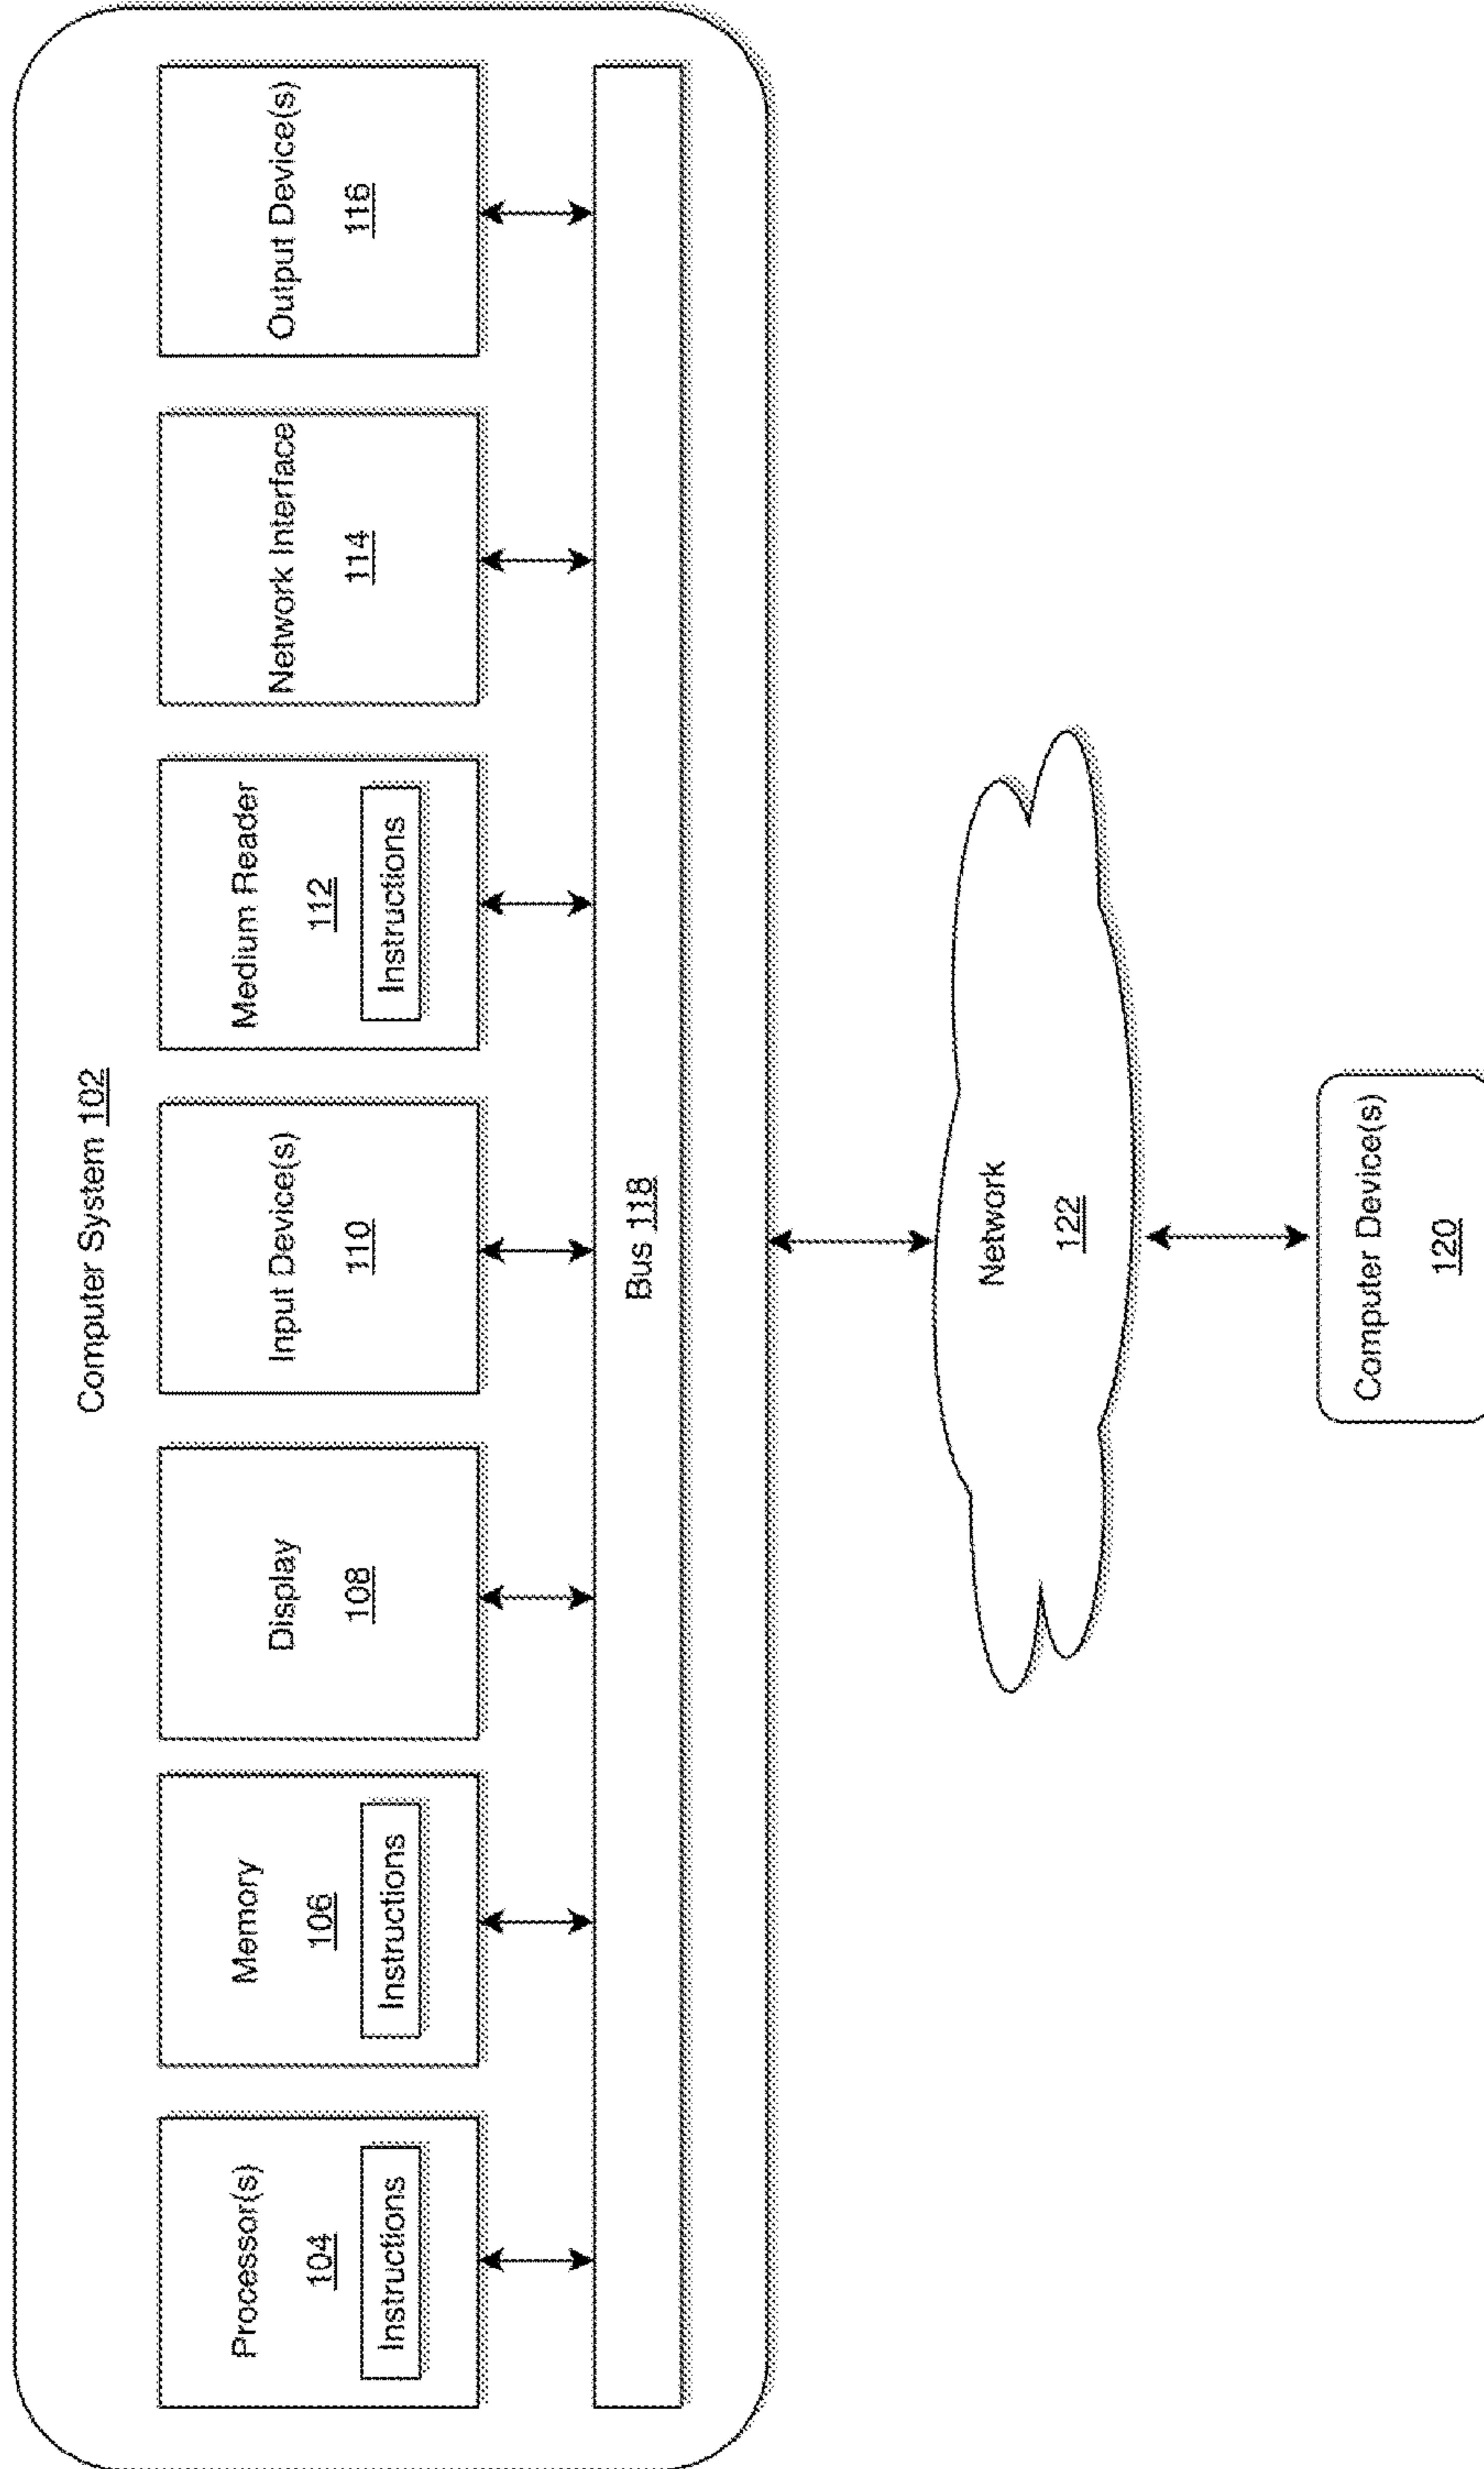 Computer System 102
Processor(s)
104
Instructions
Memory
106
Instructions
Display
108
Input Device(s)
110
Medium Reader
112
Instructions
Network Interface
114
Output Device(s)
116
Bus 118
Network
122
Computer Device(s)
120